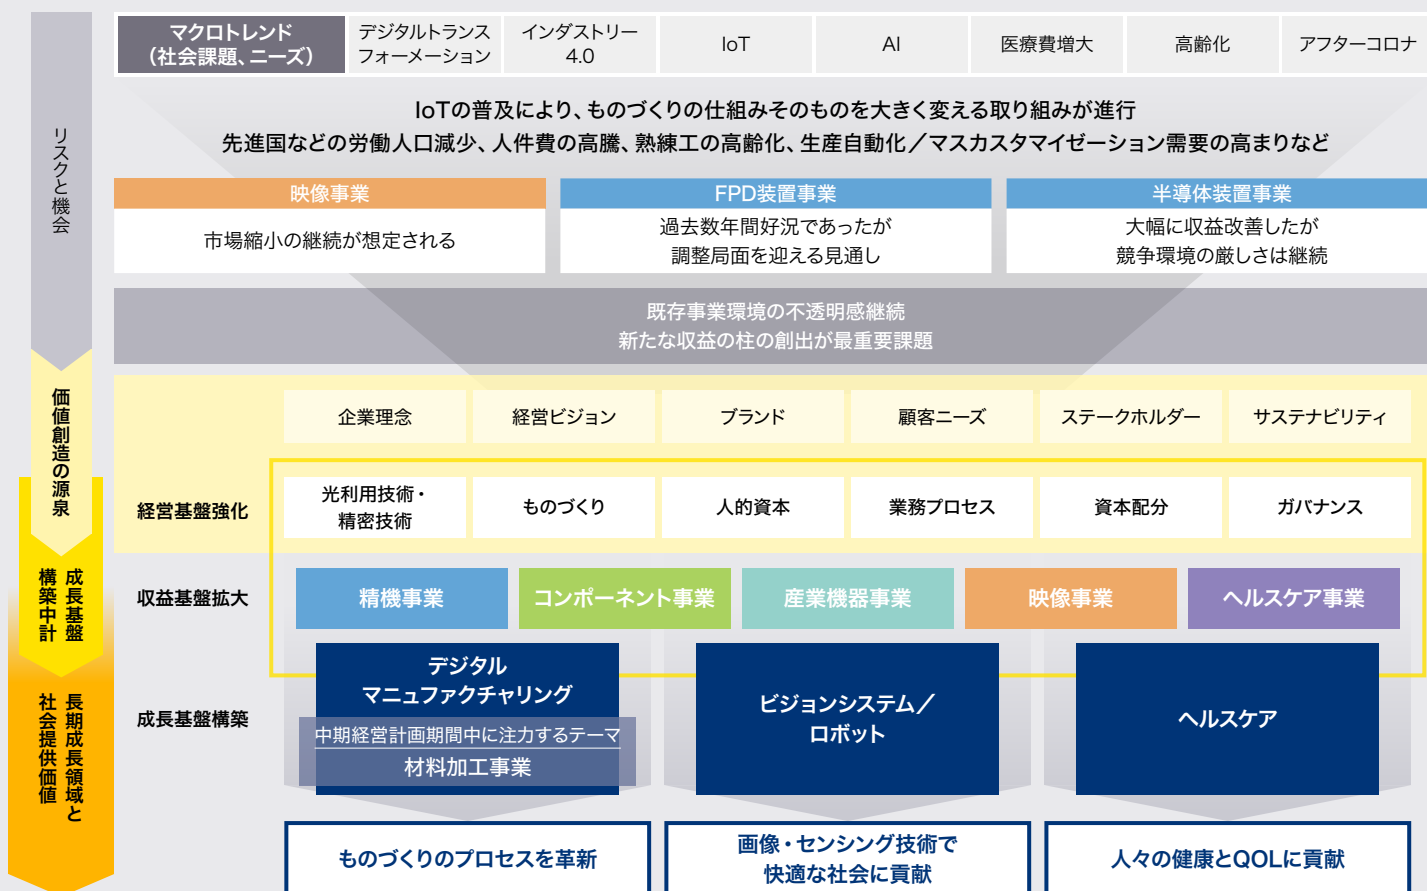 マクロトレンド
（社会課題、ニーズ）
デジタルトランス
フォーメーション
インダストリー
4.0
IoT
AI
医療費増大
高齢化
アフターコロナ
リスクと機会
IoTの普及により、ものづくりの仕組みそのものを大きく変える取り組みが進行
先進国などの労働人口減少、人件費の高騰、熟練工の高齢化、生産自動化／マスカスタマイゼーション需要の高まりなど
映像事業
市場縮小の継続が想定される
FPD装置事業
過去数年間好況であったが
調整局面を迎える見通し
半導体装置事業
大幅に収益改善したが
競争環境の厳しさは継続
既存事業環境の不透明感継続
新たな収益の柱の創出が最重要課題
価値創造の源泉
企業理念
経営ビジョン
ブランド
顧客ニーズ
ステークホルダー
サステナビリティ
経営基盤強化
光利用技術・
精密技術
ものづくり
人的資本
業務プロセス
資本配分
ガバナンス
成長基盤
構築中計
収益基盤拡大
精機事業
コンポーネント事業
産業機器事業
映像事業
ヘルスケア事業
長期成長領域と
社会提供価値
成長基盤構築
デジタル
マニュファクチャリング
中期経営計画期間中に注力するテーマ
材料加工事業
ビジョンシステム／
ロボット
ヘルスケア
ものづくりのプロセスを革新
画像・センシング技術で
快適な社会に貢献
人々の健康とQOLに貢献